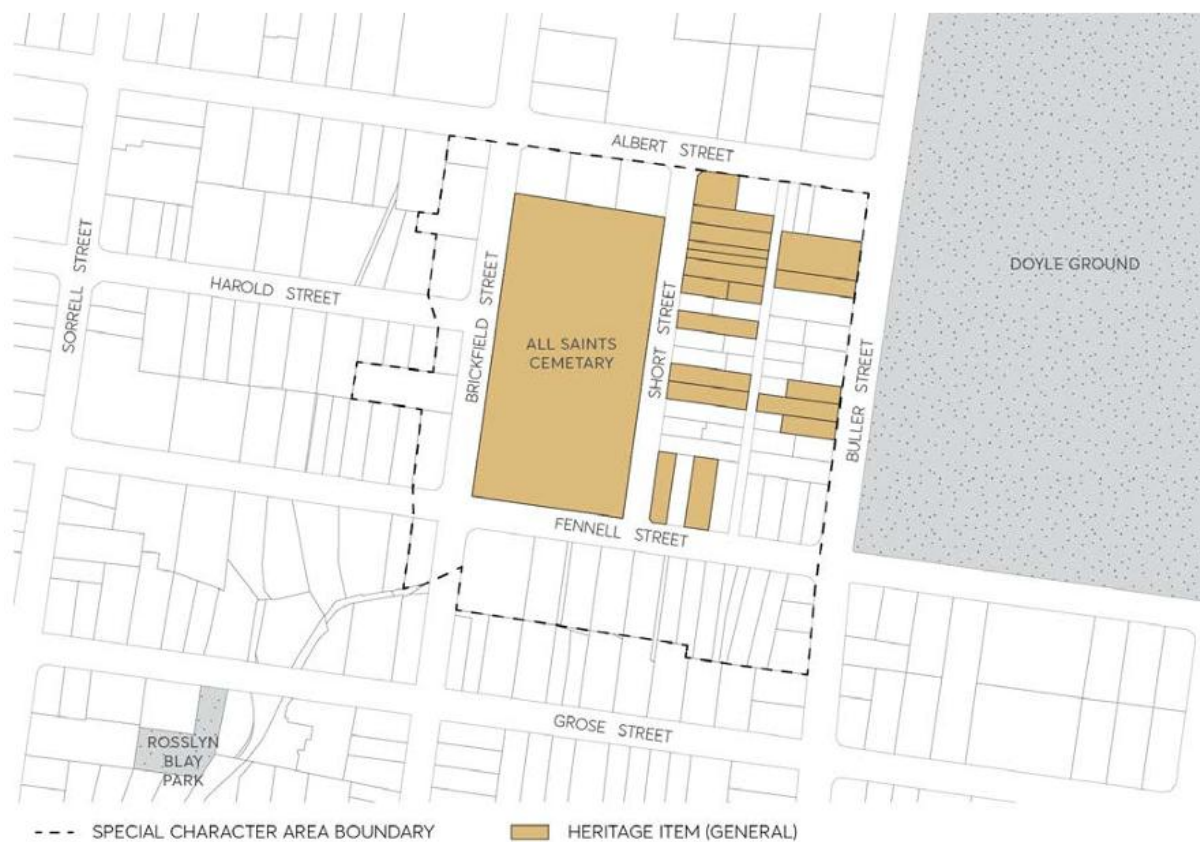 ALBERT STREET
DOYLE GROUND
SORRELL STREET
HAROLD STREET
BRICKFIELD STREET
ALL SAINTS
CEMETARY
SHORT STREET
BULLER STREET
FENNELL STREET
GROSE STREET
ROSSLYN
BLAY
PARK
SPECIAL CHARACTER AREA BOUNDARY
HERITAGE ITEM (GENERAL)